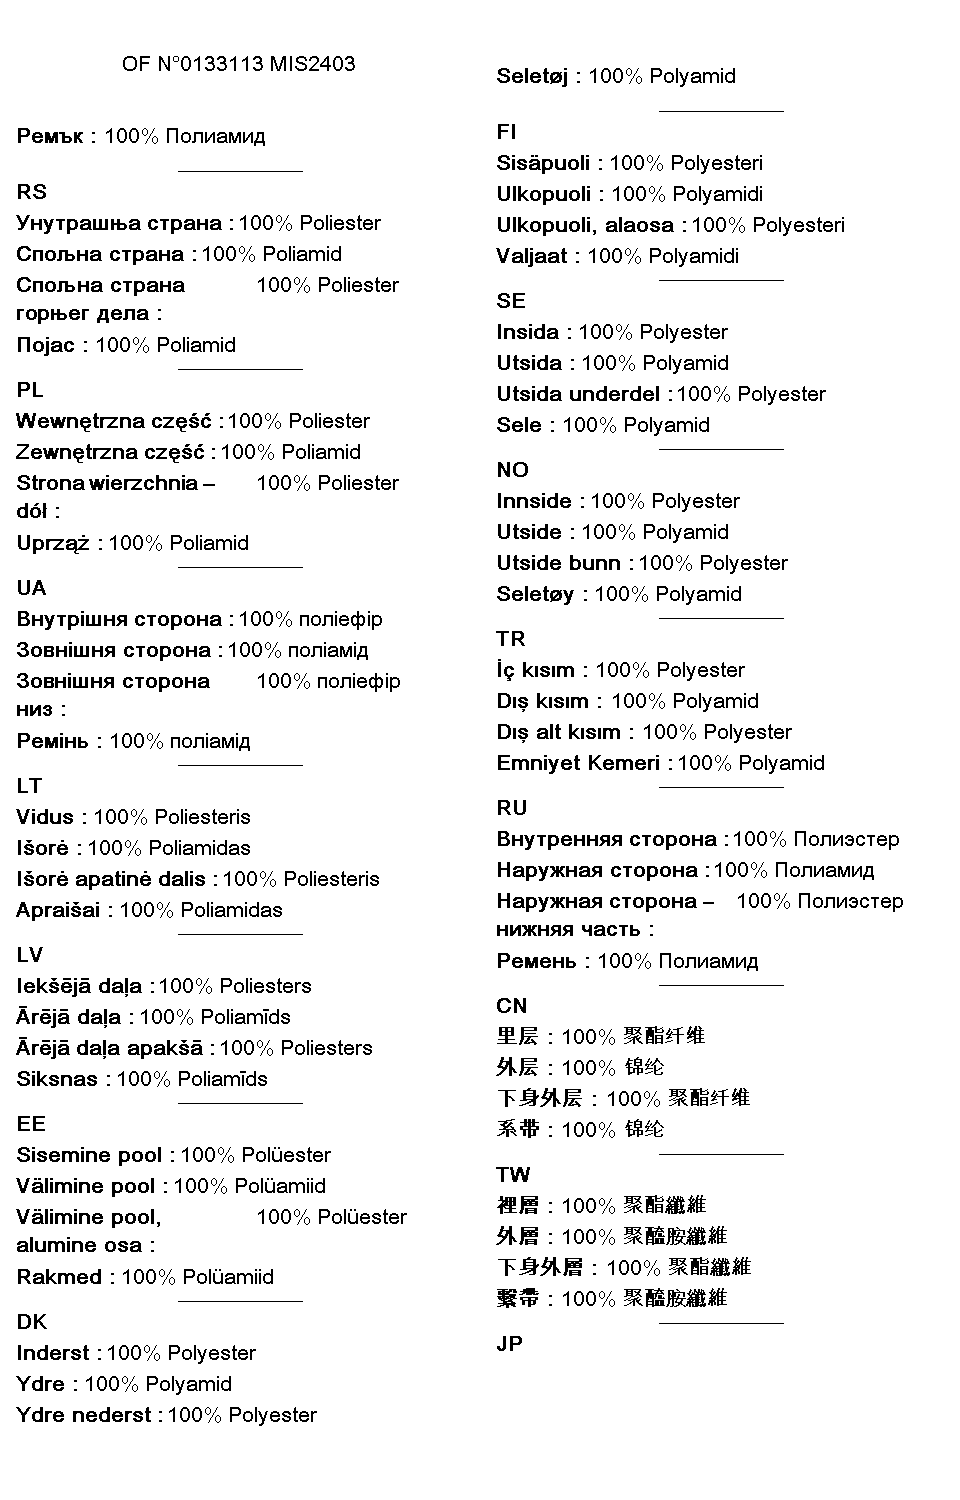 OF N°0133113 MIS2403
Ремък : 100% Полиамид
RS
Унутрашња страна : 100% Poliester
Спољна страна : 100% Poliamid
Спољна страна 100% Poliester
горњег дела :
Појас : 100% Poliamid
PL
Wewnętrzna część : 100% Poliester
Zewnętrzna część : 100% Poliamid
Strona wierzchnia – 100% Poliester
dół :
Uprząż : 100% Poliamid
UA
Внутрішня сторона : 100% поліефір
Зовнішня сторона : 100% поліамід
Зовнішня сторона 100% поліефір
низ :
Ремінь : 100% поліамід
LT
Vidus : 100% Poliesteris
Išorė : 100% Poliamidas
Išorė apatinė dalis : 100% Poliesteris
Apraišai : 100% Poliamidas
LV
Iekšējā daļa : 100% Poliesters
Ārējā daļa : 100% Poliamīds
Ārējā daļa apakšā : 100% Poliesters
Siksnas : 100% Poliamīds
EE
Sisemine pool : 100% Polüester
Välimine pool : 100% Polüamiid
Välimine pool, 100% Polüester
alumine osa :
Rakmed : 100% Polüamiid
DK
Inderst : 100% Polyester
Ydre : 100% Polyamid
Ydre nederst : 100% Polyester
Seletøj : 100% Polyamid
FI
Sisäpuoli : 100% Polyesteri
Ulkopuoli : 100% Polyamidi
Ulkopuoli, alaosa : 100% Polyesteri
Valjaat : 100% Polyamidi
SE
Insida : 100% Polyester
Utsida : 100% Polyamid
Utsida underdel : 100% Polyester
Sele : 100% Polyamid
NO
Innside : 100% Polyester
Utside : 100% Polyamid
Utside bunn : 100% Polyester
Seletøy : 100% Polyamid
TR
İç kısım : 100% Polyester
Dış kısım : 100% Polyamid
Dış alt kısım : 100% Polyester
Emniyet Kemeri : 100% Polyamid
RU
Внутренняя сторона : 100% Полиэстер
Наружная сторона : 100% Полиамид
Наружная сторона – 100% Полиэстер
нижняя часть :
Ремень : 100% Полиамид
CN
里层 : 100% 聚酯纤维
外层 : 100% 锦纶
下身外层 : 100% 聚酯纤维
系带 : 100% 锦纶
TW
裡層 : 100% 聚酯纖維
外層 : 100% 聚醯胺纖維
下身外層 : 100% 聚酯纖維
繫帶 : 100% 聚醯胺纖維
JP